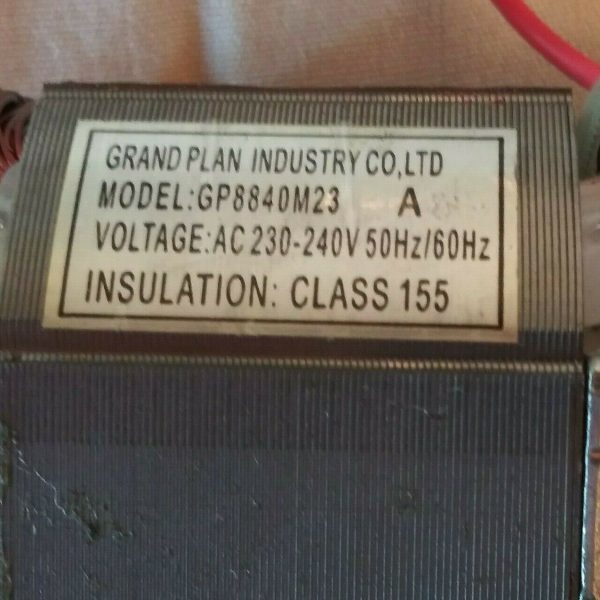 GRAND PLAN INDUSTRY CO,LTD
MODEL:GP8840M23 A
VOLTAGE:AC 230-240V 50Hz/60Hz
INSULATION: CLASS 155